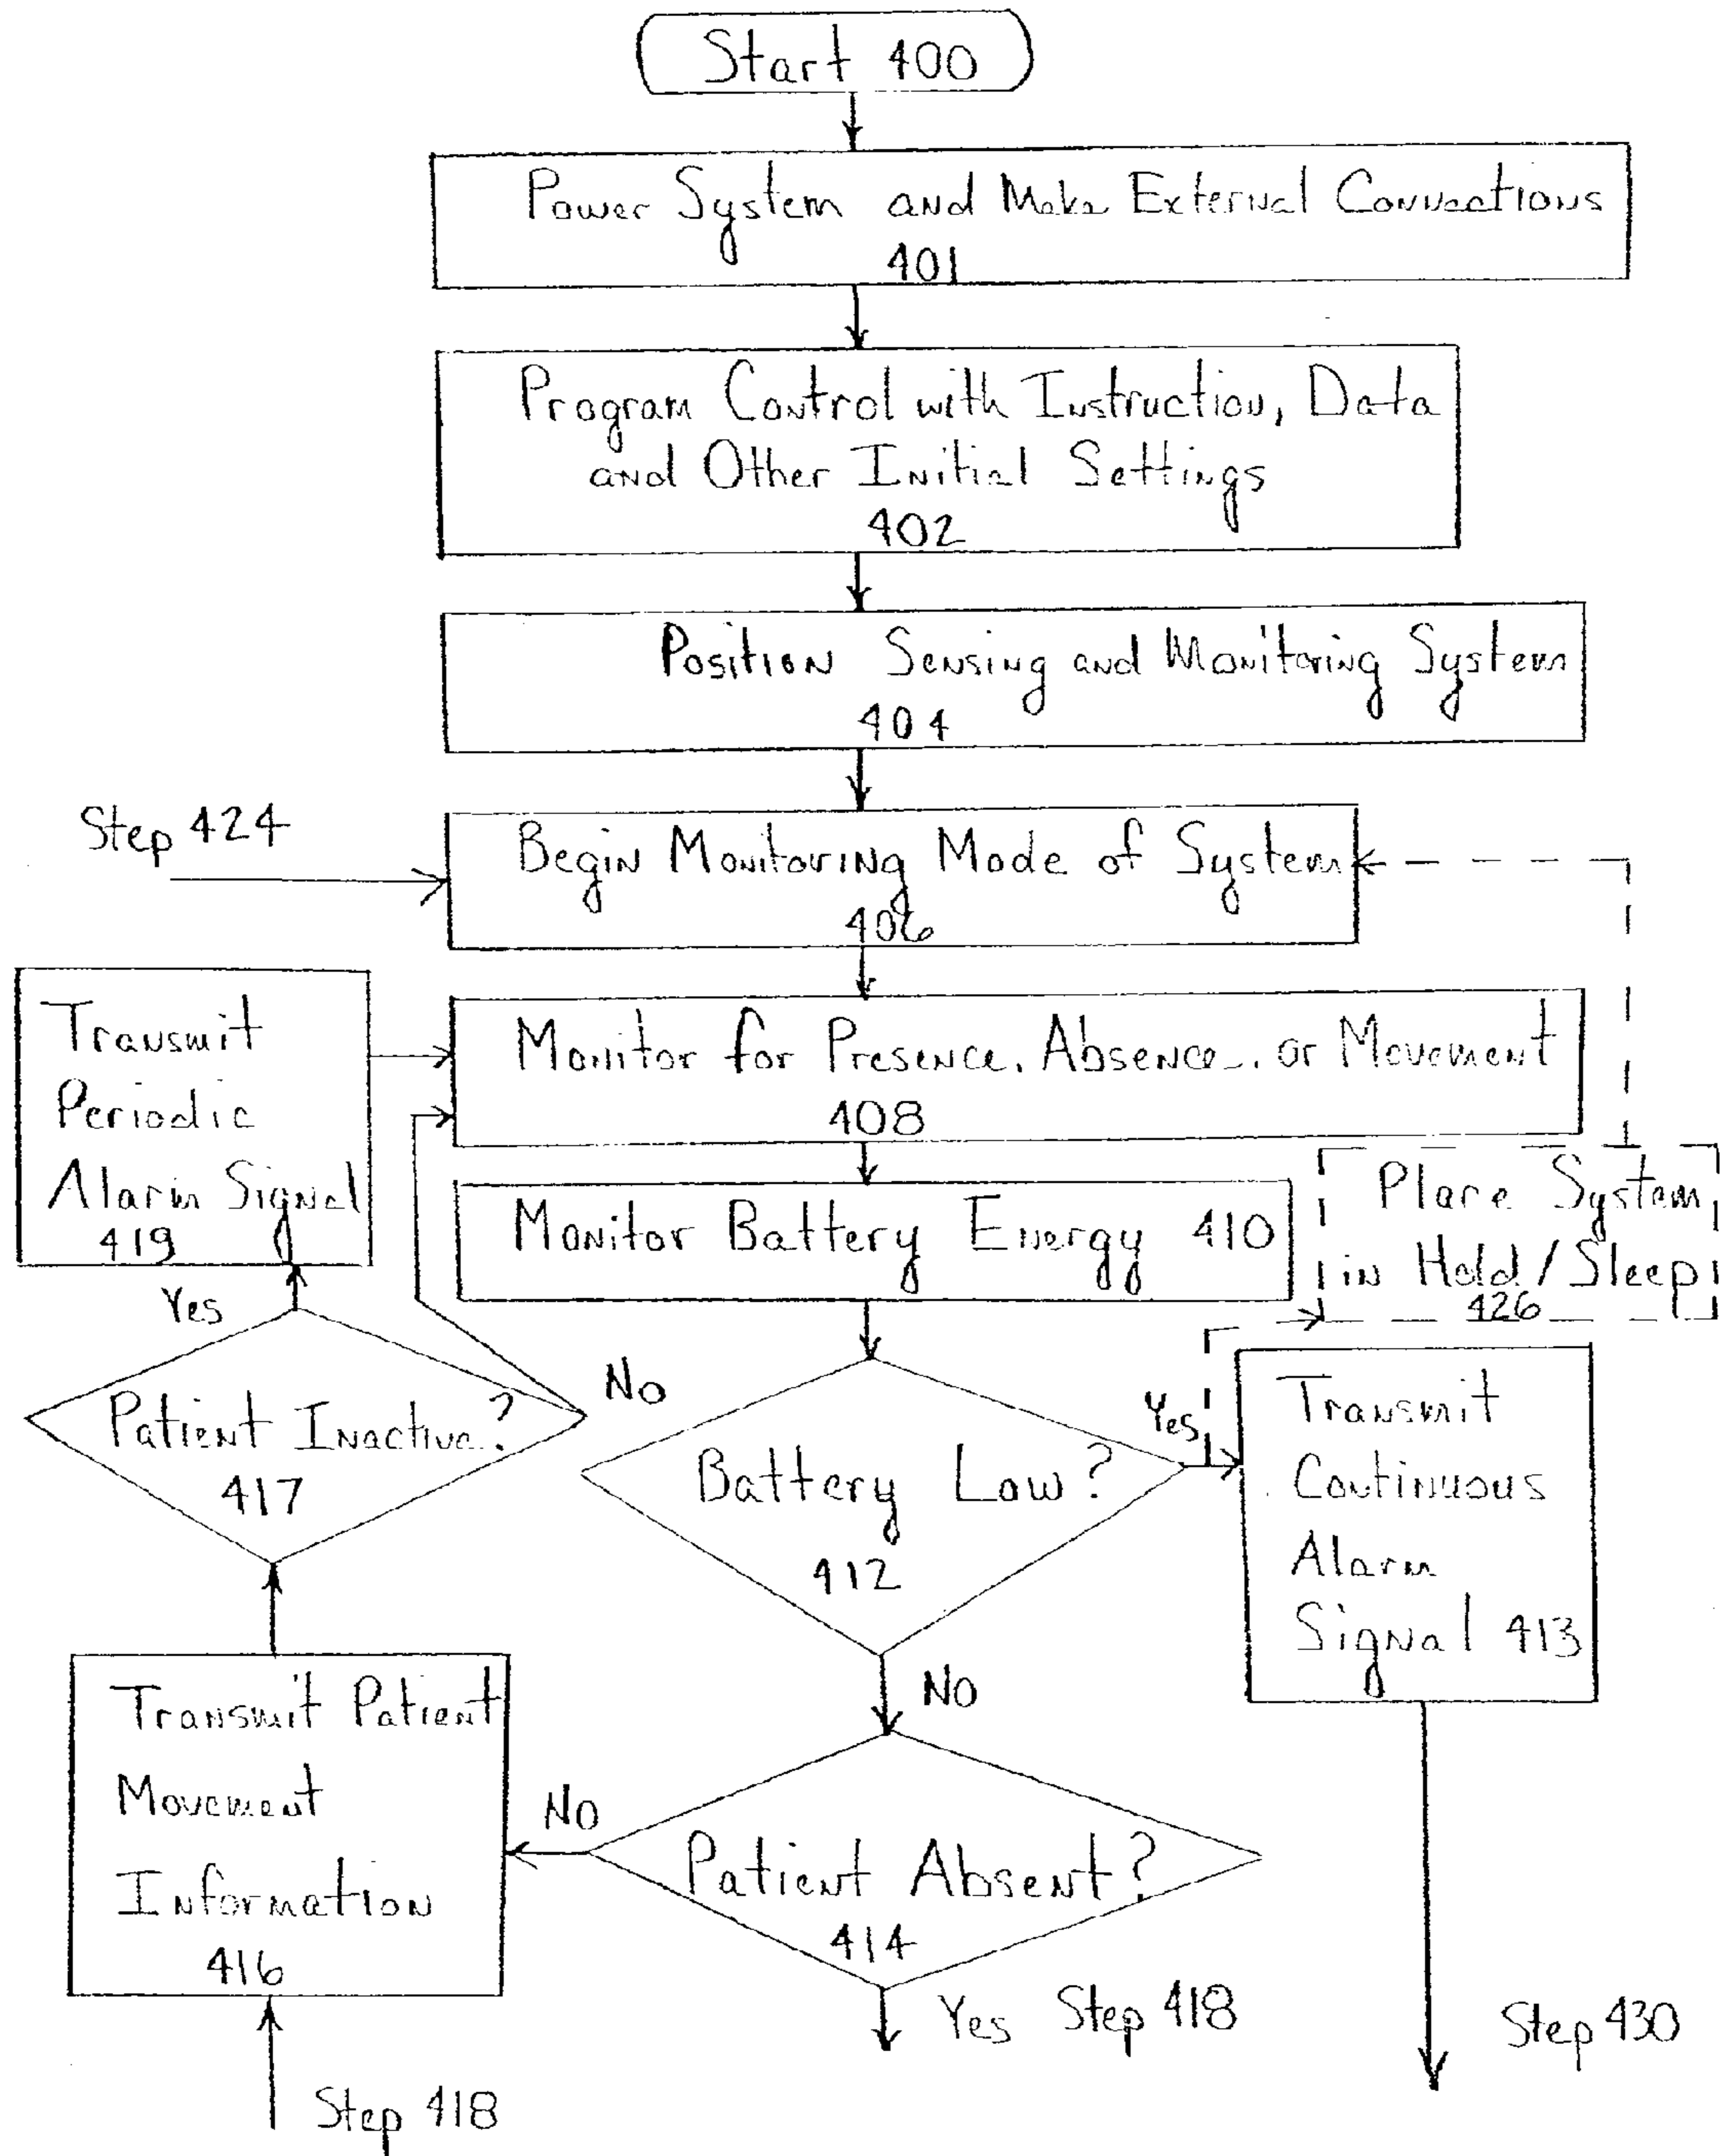 Start 400
Power System and Make External Connections
401
Program Control with Instruction, Data
and Other Initial Settings
402
Position Sensing and Monitoring System
404
Step 424
Begin Monitoring Mode of System
406
Transmit
Periodic
Alarm Signal
419
Monitor for Presence, Absence, or Movement
408
Monitor Battery Energy 410
Place System
in Hold/Sleep
426
Yes
Patient Inactive?
417
No
Battery Low?
412
Yes
Transmit
Continuous
Alarm
Signal 413
No
Transmit Patient
Movement
Information
416
No
Patient Absent?
414
Yes Step 418
Step 430
Step 418